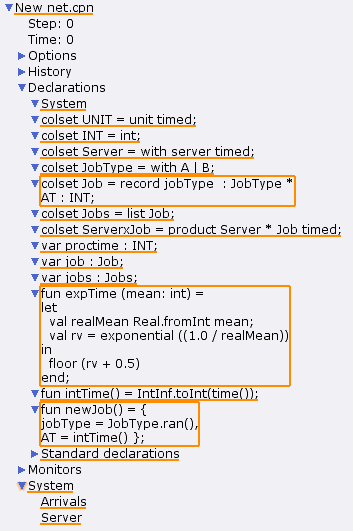 New net.cpn
Step: 0
Time: 0
Options
History
Declarations
System
colset UNIT = unit timed;
colset INT = int;
colset Server = with server timed;
colset JobType = with A | B;
colset Job = record jobType : JobType *
AT : INT;
colset Jobs = list Job;
colset ServerxJob = product Server * Job timed;
var proctime : INT;
var job : Job;
var jobs : Jobs;
fun expTime (mean: int) =
let
val realMean Real.fromInt mean;
val rv = exponential ((1.0 / realMean))
in
floor (rv + 0.5)
end;
fun intTime() = IntInf.toInt(time());
fun newJob() = {
jobType = JobType.ran(),
AT = intTime() };
Standard declarations
Monitors
System
Arrivals
Server